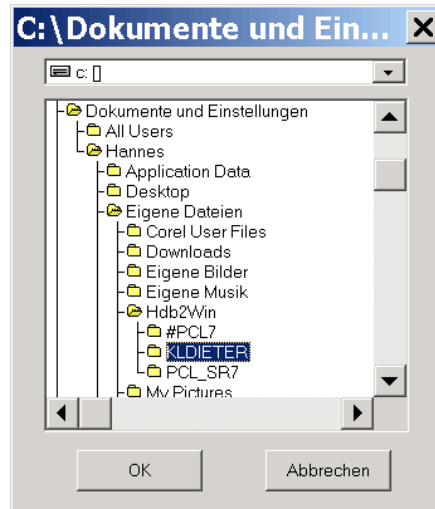 C:\Dokumente und Ein...
c: []
Dokumente und Einstellungen
All Users
Hannes
Application Data
Desktop
Eigene Dateien
Corel User Files
Downloads
Eigene Bilder
Eigene Musik
Hdb2Win
#PCL7
KLDIETER
PCL_SR7
My Pictures
OK
Abbrechen